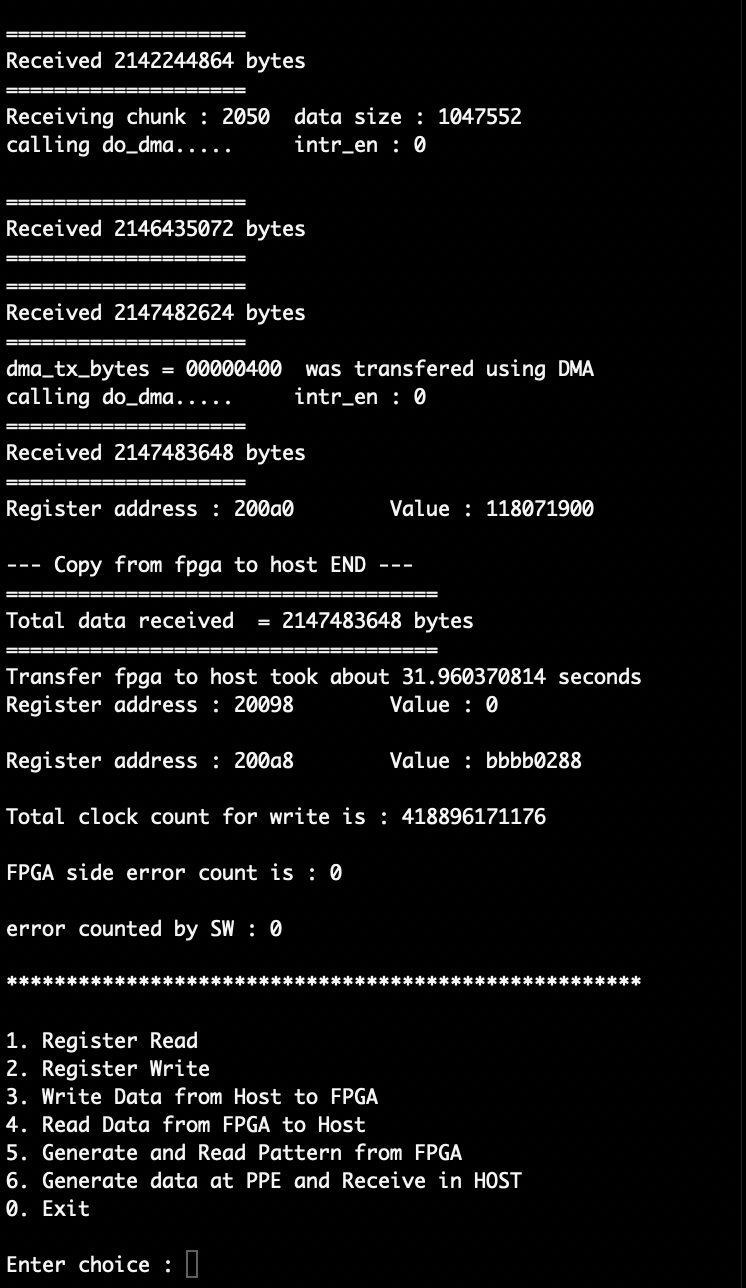 ====================
Received 2142244864 bytes
====================
Receiving chunk : 2050  data size : 1047552
calling do_dma.....     intr_en : 0
====================
Received 2146435072 bytes
====================
====================
Received 2147482624 bytes
====================
dma_tx_bytes = 00000400  was transfered using DMA
calling do_dma.....     intr_en : 0
====================
Received 2147483648 bytes
====================
Register address : 200a0        Value : 118071900
--- Copy from fpga to host END ---
====================================
Total data received  = 2147483648 bytes
====================================
Transfer fpga to host took about 31.960370814 seconds
Register address : 20098        Value : 0
Register address : 200a8        Value : bbbb0288
Total clock count for write is : 418896171176
FPGA side error count is : 0
error counted by SW : 0
*****************************************************
1. Register Read
2. Register Write
3. Write Data from Host to FPGA
4. Read Data from FPGA to Host
5. Generate and Read Pattern from FPGA
6. Generate data at PPE and Receive in HOST
0. Exit
Enter choice :